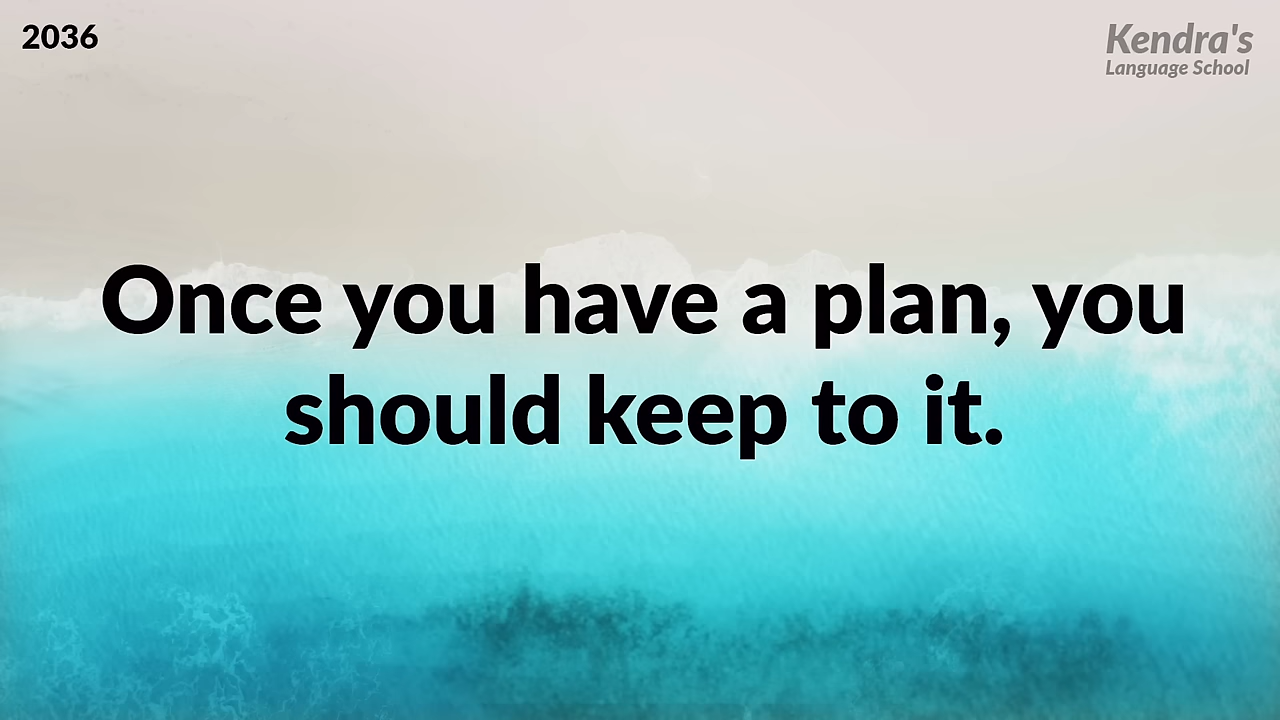 2036
Kendra's
Language School
Once you have a plan, you
should keep to it.